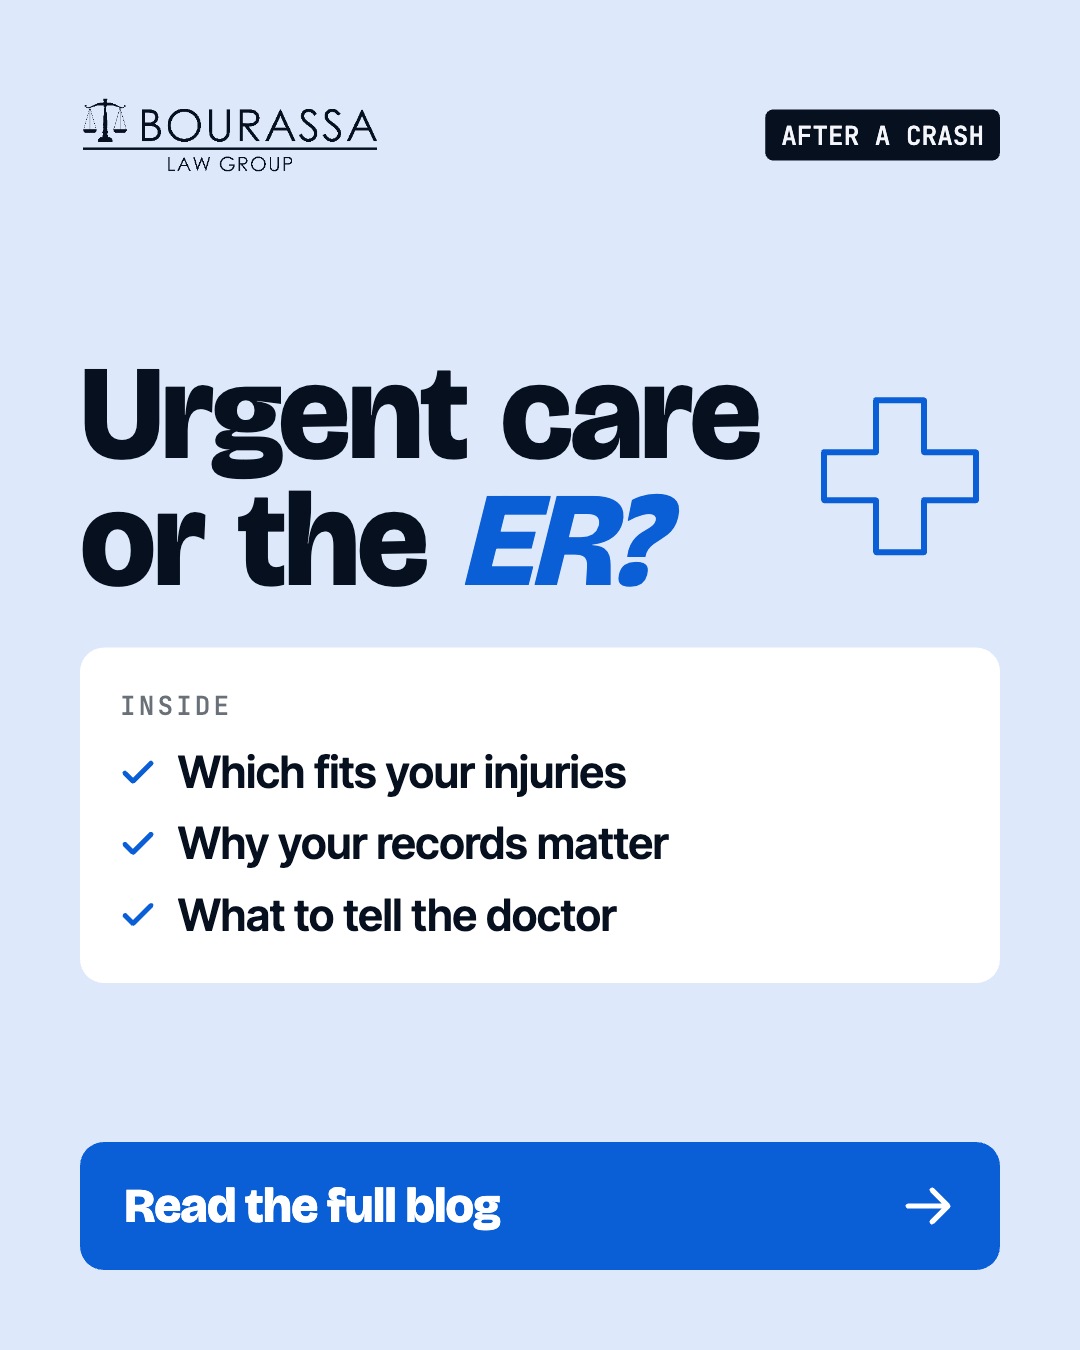 BOURASSA
LAW GROUP
AFTER A CRASH
Urgent care
or the ER?
INSIDE
Which fits your injuries
Why your records matter
What to tell the doctor
Read the full blog